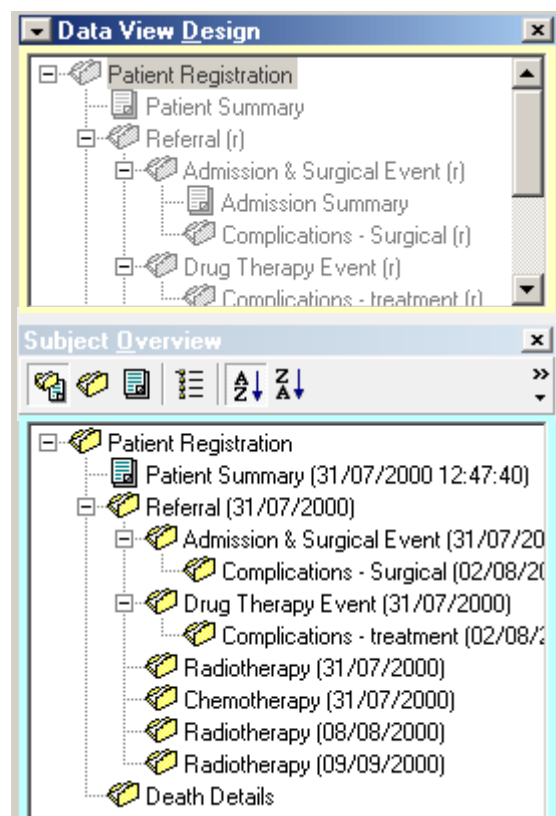 Data View Design
Patient Registration
Patient Summary
Referral (r)
Admission & Surgical Event (r)
Admission Summary
Complications - Surgical (r)
Drug Therapy Event (r)
Complications - treatment (r)
Subject Overview
Patient Registration
Patient Summary (31/07/2000 12:47:40)
Referral (31/07/2000)
Admission & Surgical Event (31/07/20
Complications - Surgical (02/08/20
Drug Therapy Event (31/07/2000)
Complications - treatment (02/08/2
Radiotherapy (31/07/2000)
Chemotherapy (31/07/2000)
Radiotherapy (08/08/2000)
Radiotherapy (09/09/2000)
Death Details